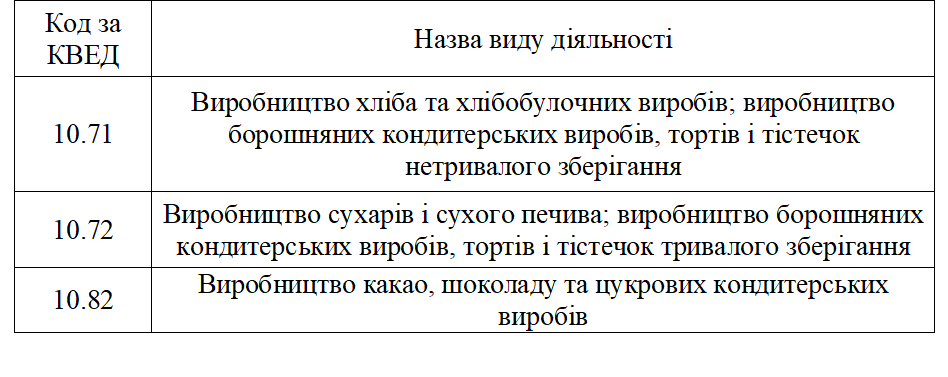 Код за
КВЕД
Назва виду діяльності
10.71
Виробництво хліба та хлібобулочних виробів; виробництво
борошняних кондитерських виробів, тортів і тістечок
нетривалого зберігання
10.72
Виробництво сухарів і сухого печива; виробництво борошняних
кондитерських виробів, тортів і тістечок тривалого зберігання
10.82
Виробництво какао, шоколаду та цукрових кондитерських
виробів